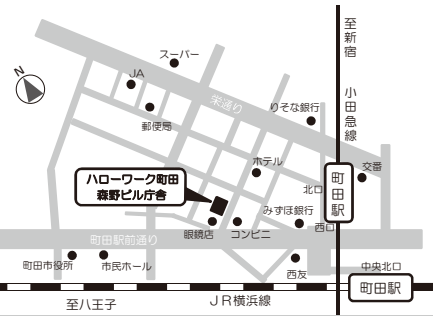 至新宿
小田急線
スーパー
N
JA
栄通り
りそな銀行
郵便局
ホテル
交番
ハローワーク町田
森野ビル庁舎
北口
町田駅
みずほ銀行
西口
眼鏡店
コンビニ
町田駅前通り
町田市役所
市民ホール
西友
中央北口
至八王子
JR横浜線
町田駅